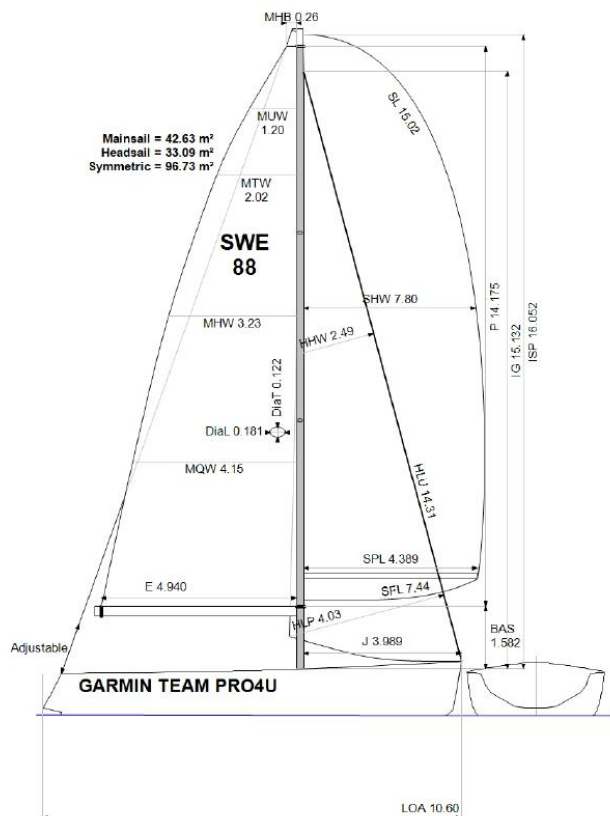 MHB 0.26
MUW
1.20
Mainsail = 42.63 m²
Headsail = 33.09 m²
Symmetric = 96.73 m²
SL 15.02
MTW
2.02
SWE
88
SHW 7.80
P 14.175
IG 15.132
ISP 16.052
MHW 3.23
HHW 2.49
DiaT 0.122
DiaL 0.181
MQW 4.15
HLU 14.31
SPL 4.389
E 4.940
SFL 7.44
HLP 4.03
BAS
1.582
J 3.989
Adjustable
GARMIN TEAM PRO4U
LOA 10.60